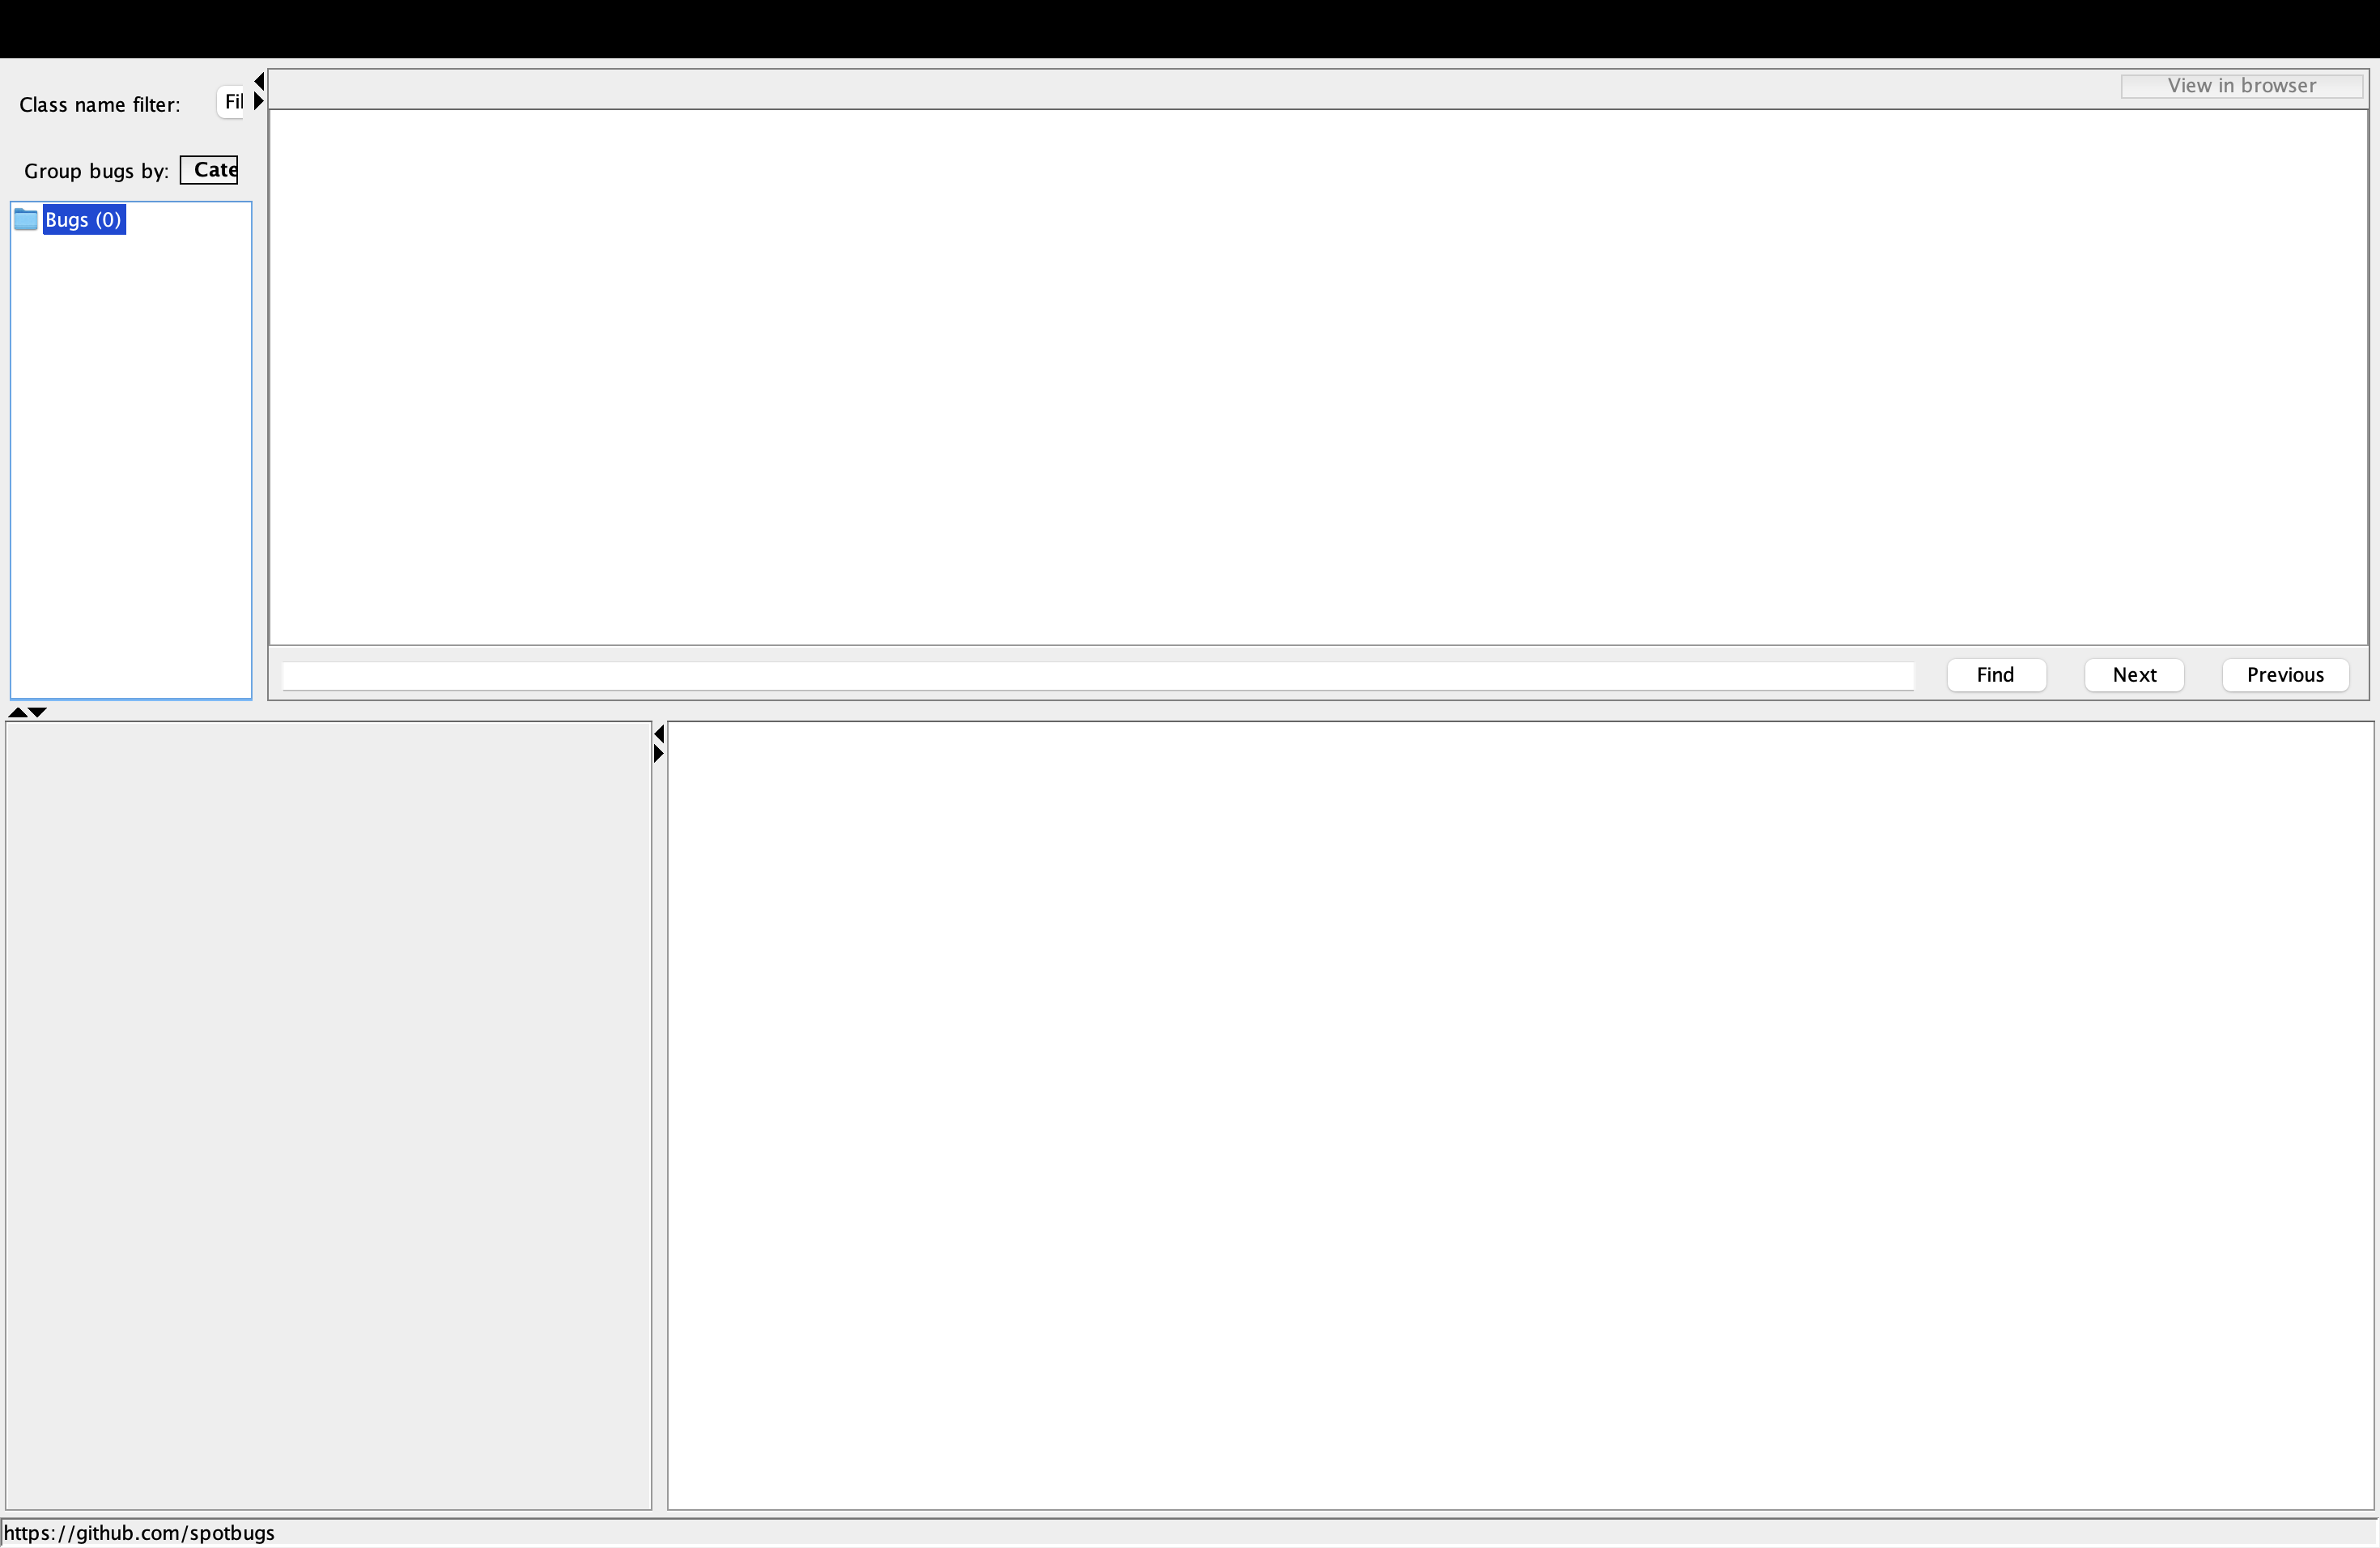 Class name filter: Fil
View in browser
Group bugs by: Cate
Bugs (0)
Find Next Previous
https://github.com/spotbugs